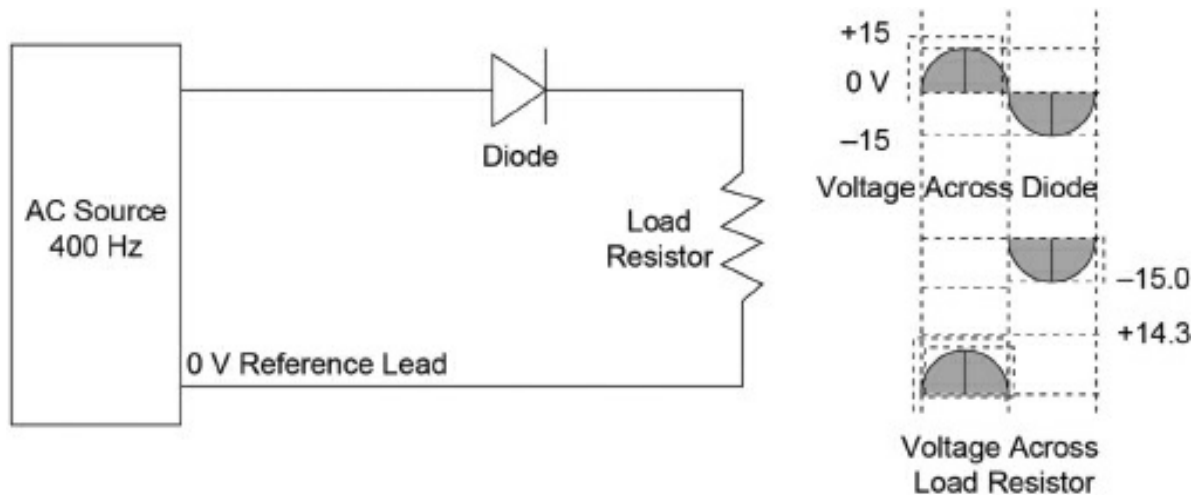 AC Source
400 Hz
Diode
Load
Resistor
0 V Reference Lead
+15
0 V
–15
Voltage Across Diode
–15.0
+14.3
Voltage Across
Load Resistor